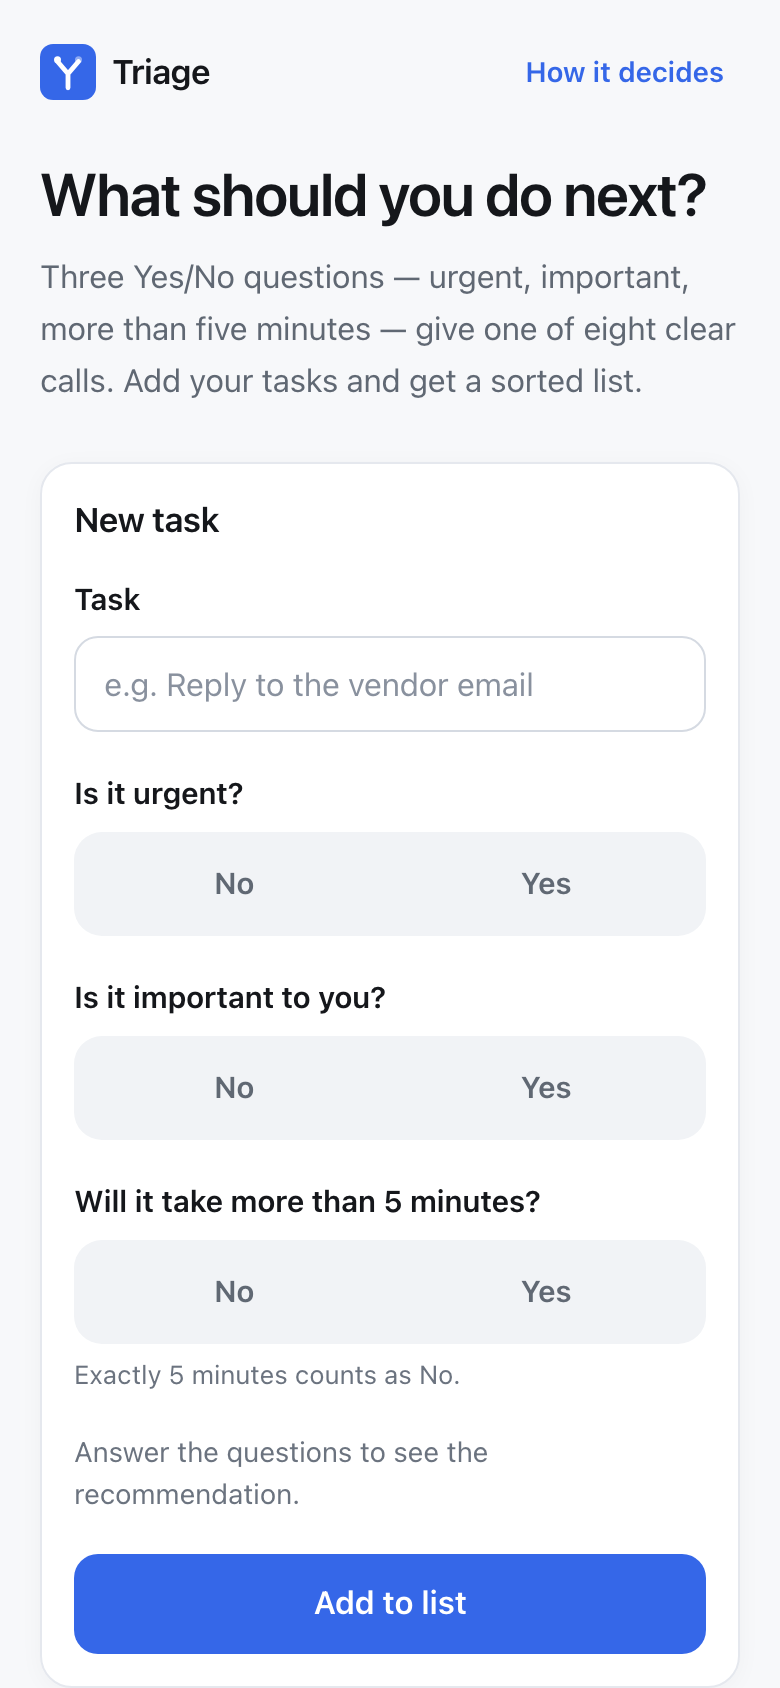 Triage
How it decides
What should you do next?
Three Yes/No questions — urgent, important,
more than five minutes — give one of eight clear
calls. Add your tasks and get a sorted list.
New task
Task
e.g. Reply to the vendor email
Is it urgent?
No Yes
Is it important to you?
No Yes
Will it take more than 5 minutes?
No Yes
Exactly 5 minutes counts as No.
Answer the questions to see the
recommendation.
Add to list